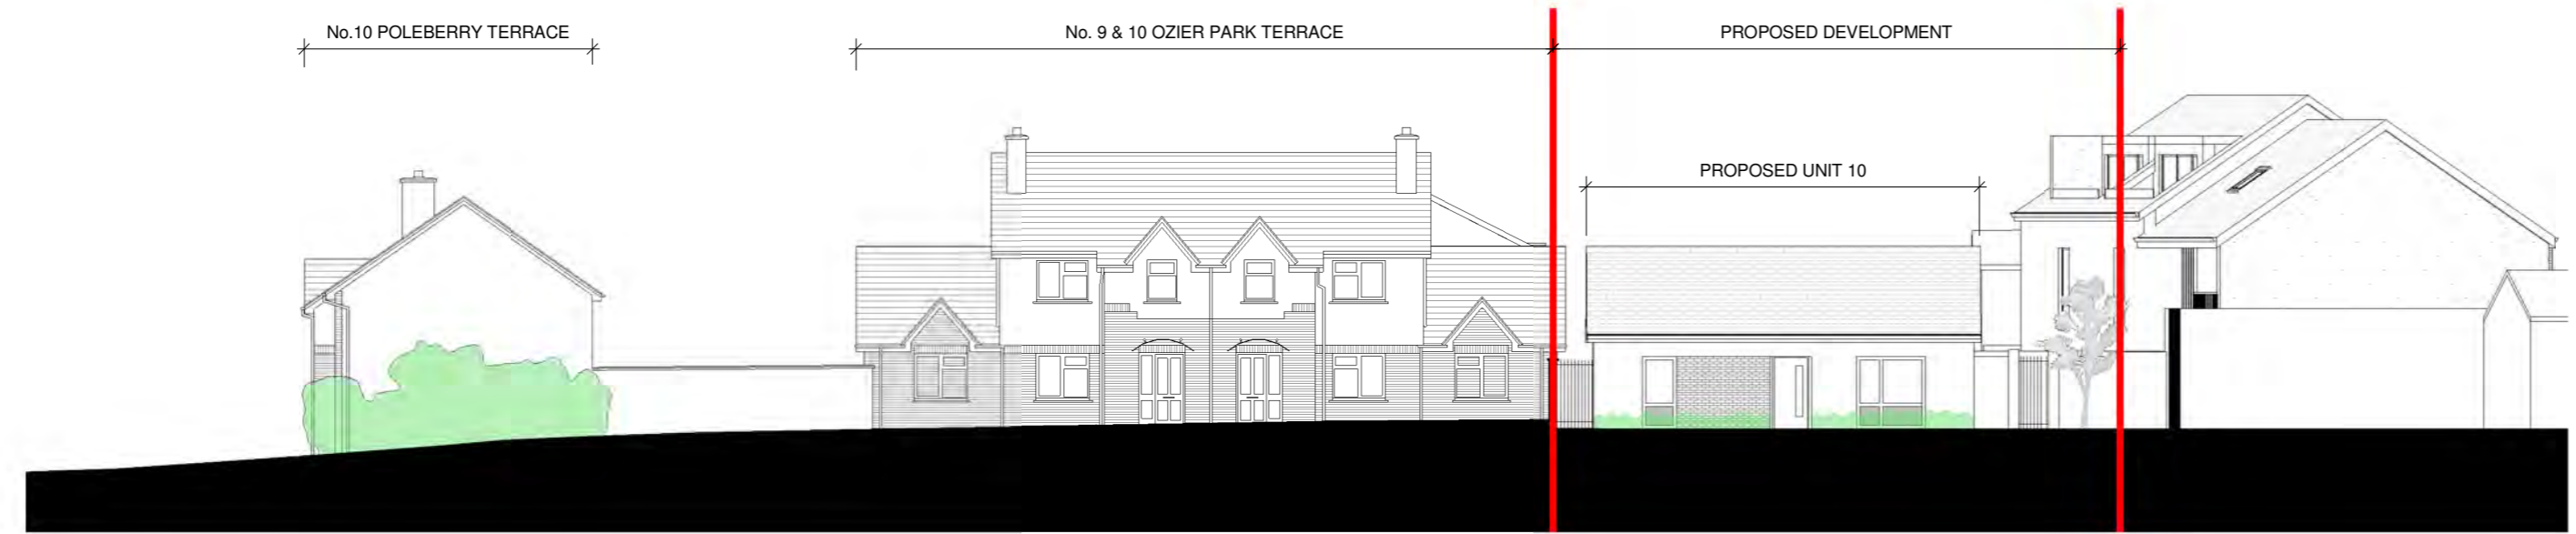 No.10 POLEBERRY TERRACE
No. 9 & 10 OZIER PARK TERRACE
PROPOSED DEVELOPMENT
PROPOSED UNIT 10